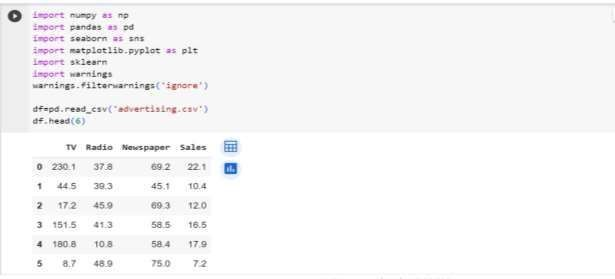 import numpy as np
import pandas as pd
import seaborn as sns
import matplotlib.pyplot as plt
import sklearn
import warnings
warnings.filterwarnings('ignore')
df=pd.read_csv('advertising.csv')
df.head(6)
TV Radio Newspaper Sales
0 230.1 37.8 69.2 22.1
1 44.5 39.3 45.1 10.4
2 17.2 45.9 69.3 12.0
3 151.5 41.3 58.5 16.5
4 180.8 10.8 58.4 17.9
5 8.7 48.9 75.0 7.2